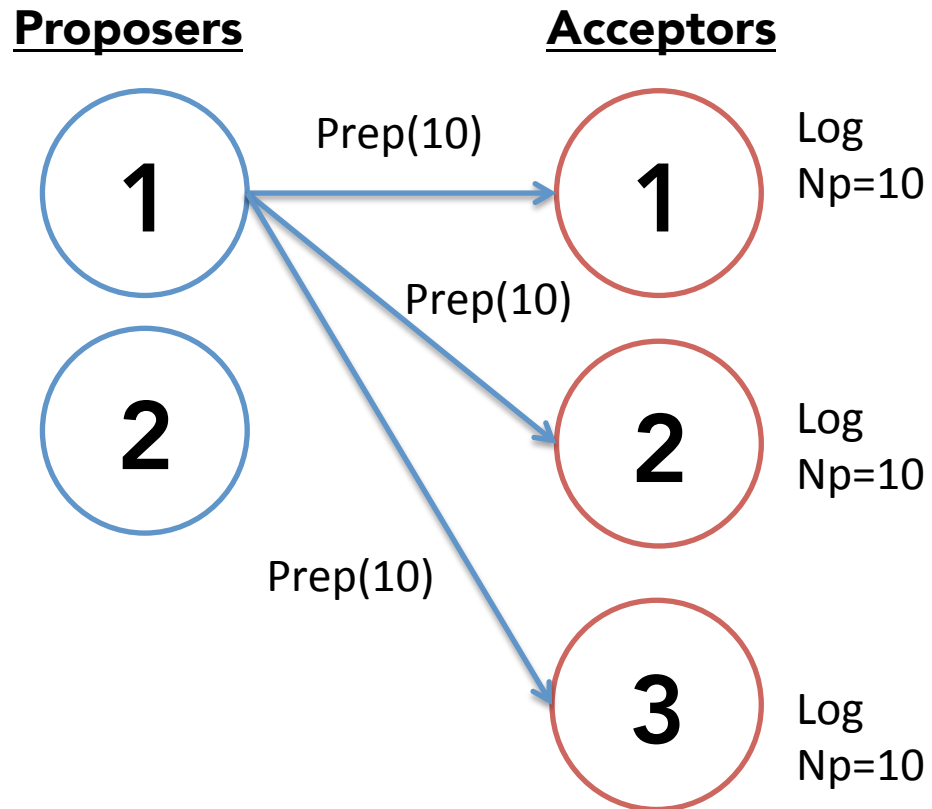 Proposers
Acceptors
Prep(10)
1
1
Log
Np=10
Prep(10)
2
2
Log
Np=10
Prep(10)
3
Log
Np=10